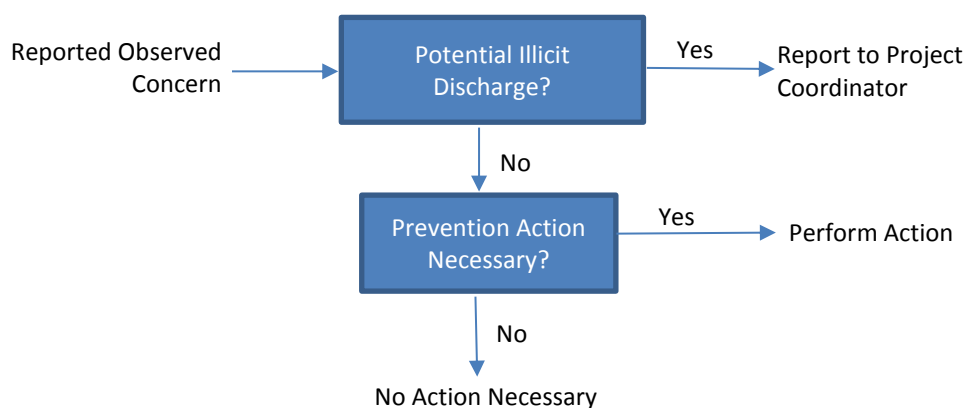 Reported Observed
Concern
Potential Illicit
Discharge?
Yes
Report to Project
Coordinator
No
Prevention Action
Necessary?
Yes
Perform Action
No
No Action Necessary